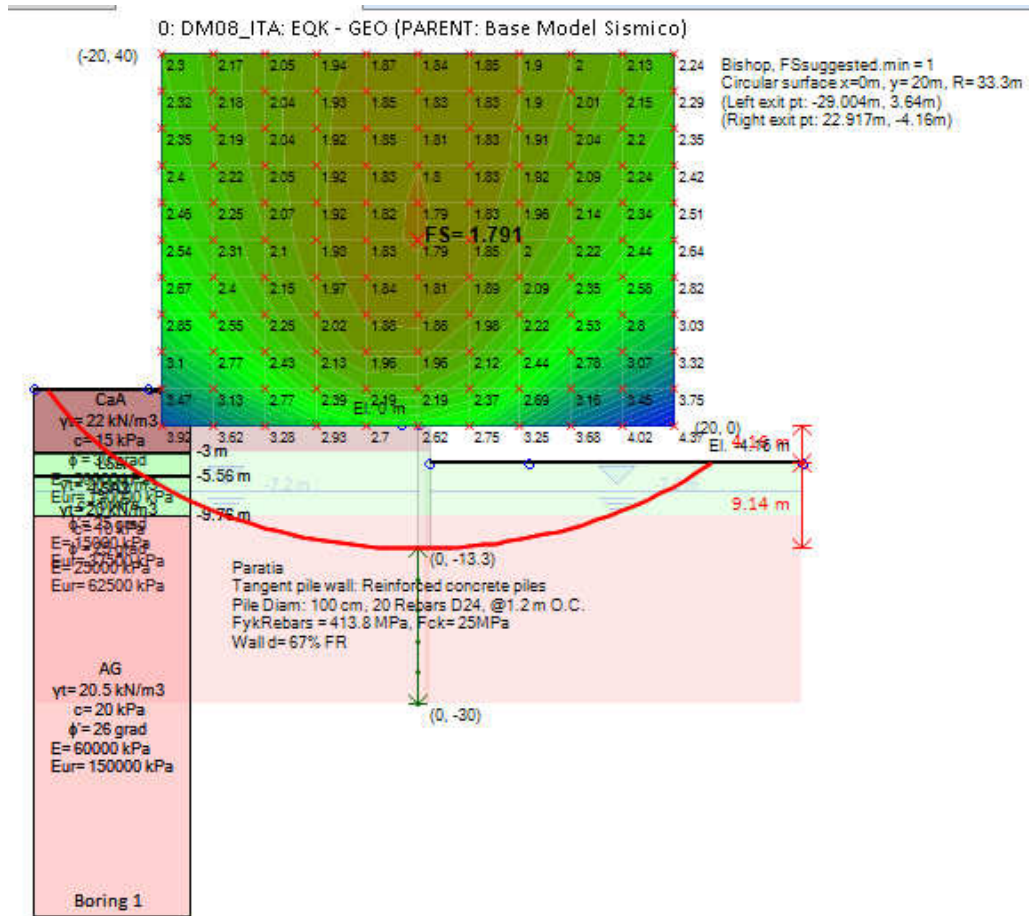 0: DM08_ITA: EQK - GEO (PARENT: Base Model Sismico)
(-20, 40)
Bishop, FSsuggested.min = 1
Circular surface x=0m, y= 20m, R= 33.3m
(Left exit pt: -29.004m, 3.64m)
(Right exit pt: 22.917m, -4.16m)
2.3 2.17 2.05 1.94 1.87 1.84 1.85 1.9 2 2.13 2.24
2.32 2.18 2.04 1.93 1.85 1.83 1.83 1.9 2.01 2.15 2.29
2.35 2.19 2.04 1.92 1.85 1.81 1.83 1.91 2.04 2.2 2.35
2.4 2.22 2.05 1.92 1.83 1.8 1.83 1.92 2.09 2.24 2.42
2.46 2.25 2.07 1.92 1.82 1.79 1.83 1.96 2.14 2.34 2.51
FS= 1.791
2.54 2.31 2.1 1.93 1.83 1.79 1.85 2 2.22 2.44 2.64
2.67 2.4 2.15 1.97 1.84 1.81 1.89 2.09 2.35 2.58 2.82
2.85 2.55 2.25 2.02 1.88 1.86 1.98 2.22 2.53 2.8 3.03
3.1 2.77 2.43 2.13 1.96 1.96 2.12 2.44 2.78 3.07 3.32
3.47 3.13 2.77 2.39 2.19 2.19 2.37 2.69 3.16 3.45 3.75
El. 0 m
3.92 3.62 3.28 2.93 2.7 2.62 2.75 3.25 3.68 4.02 4.37
(20, 0)
El. -4.16 m
4.16 m
9.14 m
CaA
γt= 22 kN/m3
c= 15 kPa
-3 m
-5.56 m
-7.2 m
-9.76 m
γt= 20 kN/m3
E= 15000 kPa
E= 25000 kPa
Eur= 62500 kPa
(0, -13.3)
Paratia
Tangent pile wall: Reinforced concrete piles
Pile Diam: 100 cm, 20 Rebars D24, @1.2 m O.C.
FykRebars = 413.8 MPa, Fck= 25MPa
Wall d= 67% FR
AG
γt= 20.5 kN/m3
c= 20 kPa
ϕ'= 26 grad
E= 60000 kPa
Eur= 150000 kPa
(0, -30)
Boring 1